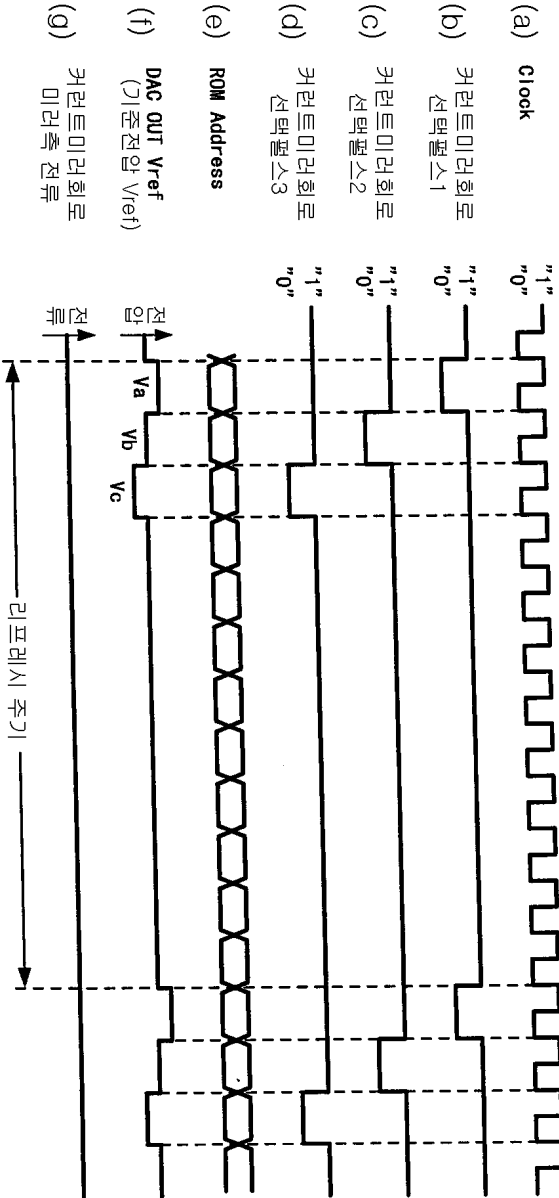 (a) Clock "1" "0"
(b) 커런트미러회로
선택펄스1 "1" "0"
(c) 커런트미러회로
선택펄스2 "1" "0"
(d) 커런트미러회로
선택펄스3 "1" "0"
(e) ROM Address
(f) DAC OUT Vref
(기준전압 Vref)
전압
Va
Vb
Vc
(g) 커런트미러회로
미러측 전류
전류
리프레시 주기